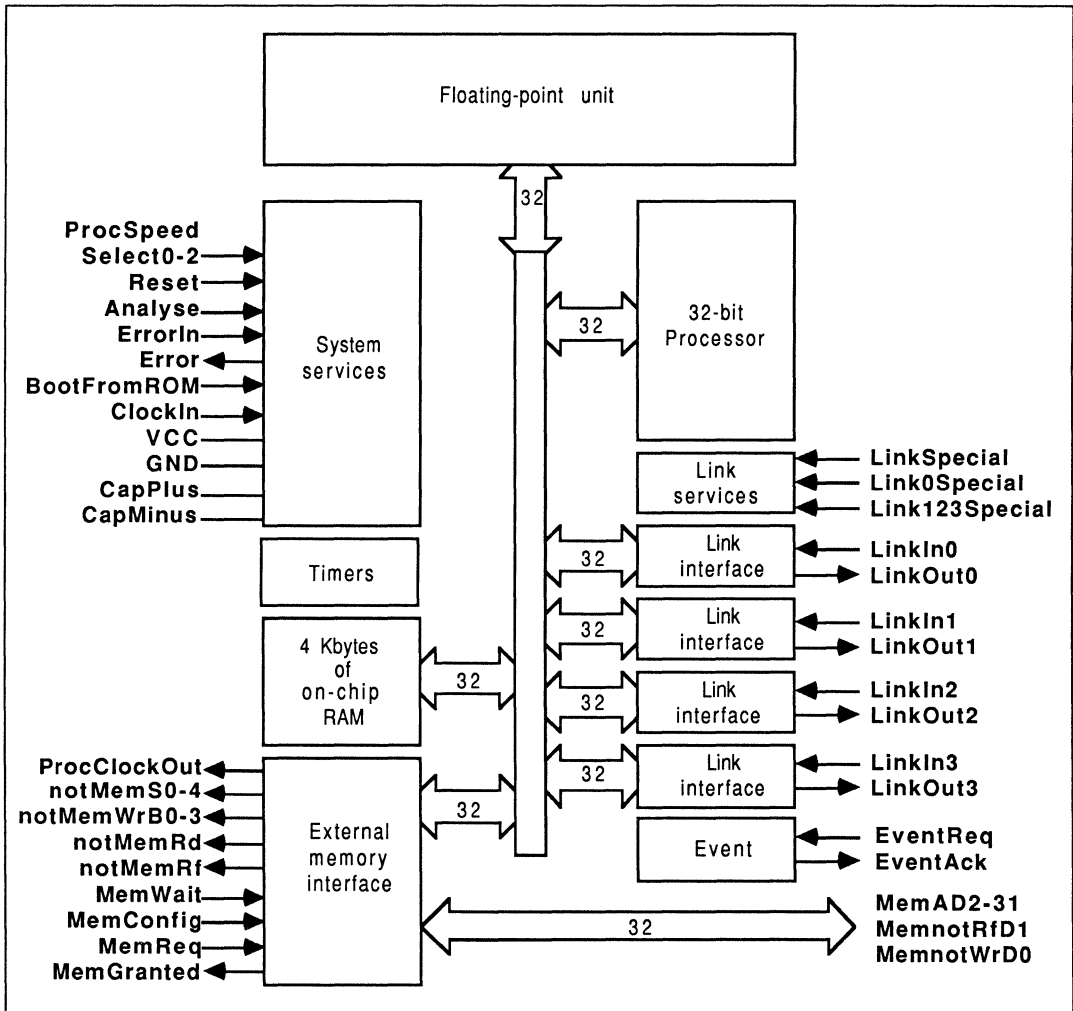 Floating-point unit
32
ProcSpeed
Select0-2
Reset
Analyse
ErrorIn
Error
BootFromROM
ClockIn
VCC
GND
CapPlus
CapMinus
System
services
32
32-bit
Processor
Link
services
LinkSpecial
Link0Special
Link123Special
Timers
32
Link
interface
LinkIn0
LinkOut0
32
Link
interface
LinkIn1
LinkOut1
4 Kbytes
of
on-chip
RAM
32
32
Link
interface
LinkIn2
LinkOut2
32
Link
interface
LinkIn3
LinkOut3
ProcClockOut
notMemS0-4
notMemWrB0-3
notMemRd
notMemRf
MemWait
MemConfig
MemReq
MemGranted
External
memory
interface
32
Event
EventReq
EventAck
32
MemAD2-31
MemnotRfD1
MemnotWrD0